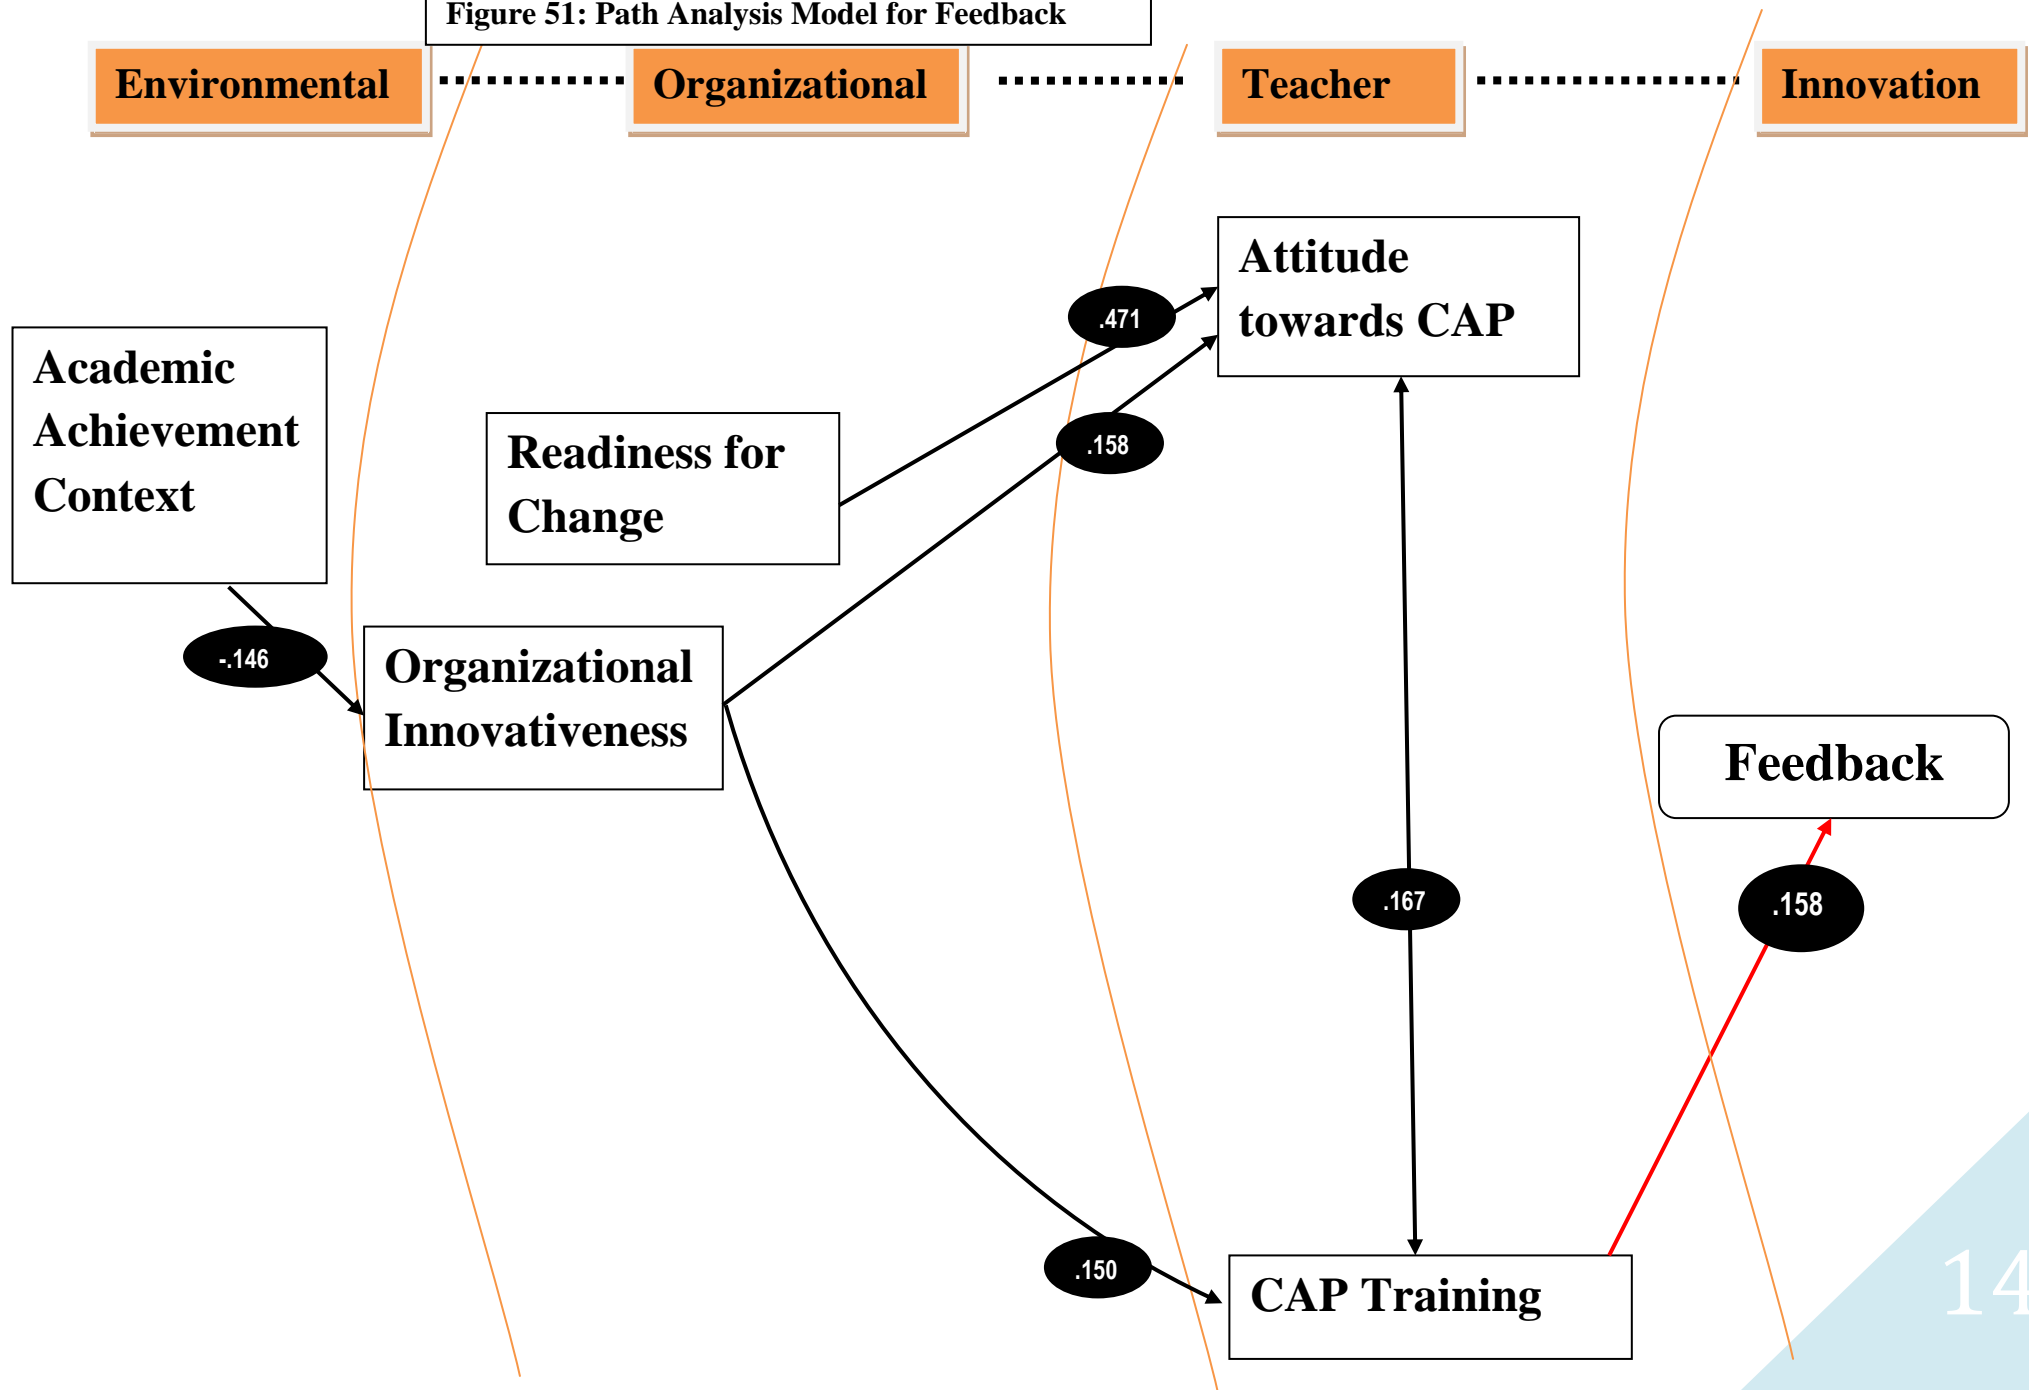 Figure 51: Path Analysis Model for Feedback
Environmental
Organizational
Teacher
Innovation
Attitude
towards CAP
.471
Academic
Achievement
Context
Readiness for
Change
.158
-.146
Organizational
Innovativeness
Feedback
.167
.158
.150
CAP Training
14